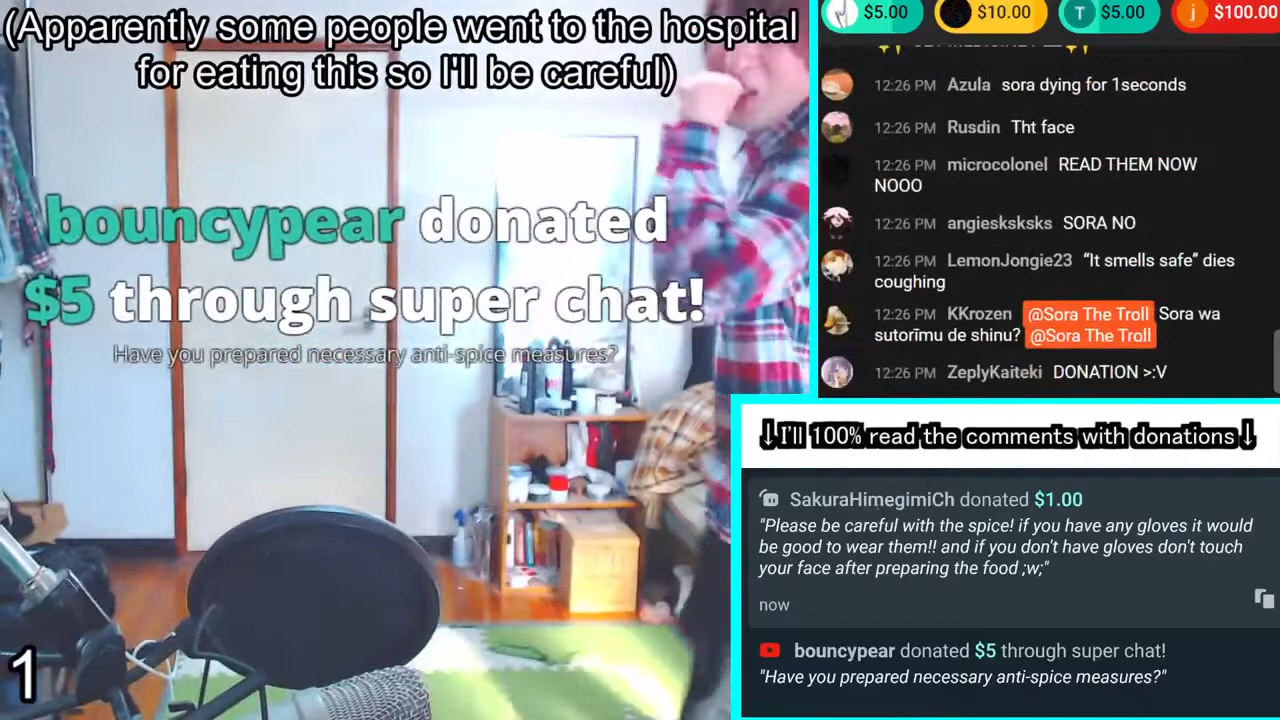 (Apparently some people went to the hospital
for eating this so I'll be careful)
bouncypear donated
$5 through super chat!
Have you prepared necessary anti-spice measures?
1
$5.00
$10.00
T $5.00
j $100.00
12:26 PM Azula sora dying for 1seconds
12:26 PM Rusdin Tht face
12:26 PM microcolonel READ THEM NOW
NOOO
12:26 PM angiesksksks SORA NO
12:26 PM LemonJongie23 “It smells safe” dies
coughing
12:26 PM KKrozen @Sora The Troll Sora wa
sutorīmu de shinu? @Sora The Troll
12:26 PM ZeplyKaiteki DONATION >:V
↓I'll 100% read the comments with donations↓
SakuraHimegimiCh donated $1.00
"Please be careful with the spice! if you have any gloves it would
be good to wear them!! and if you don't have gloves don't touch
your face after preparing the food ;w;"
now
bouncypear donated $5 through super chat!
"Have you prepared necessary anti-spice measures?"